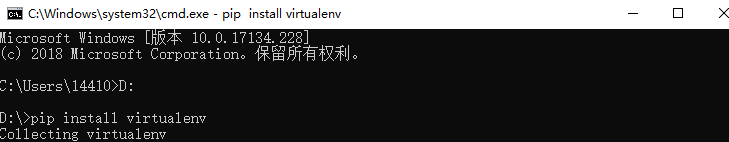 C:\Windows\system32\cmd.exe - pip  install virtualenv
Microsoft Windows [版本 10.0.17134.228]
(c) 2018 Microsoft Corporation。保留所有权利。
C:\Users\14410>D:
D:\>pip install virtualenv
Collecting virtualenv